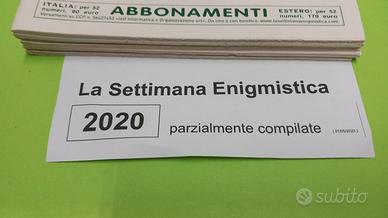 ITALIA: per 52
numeri, 90 euro
ABBONAMENTI
ESTERO: per 52
numeri, 170 euro
La Settimana Enigmistica
2020
parzialmente compilate
subito